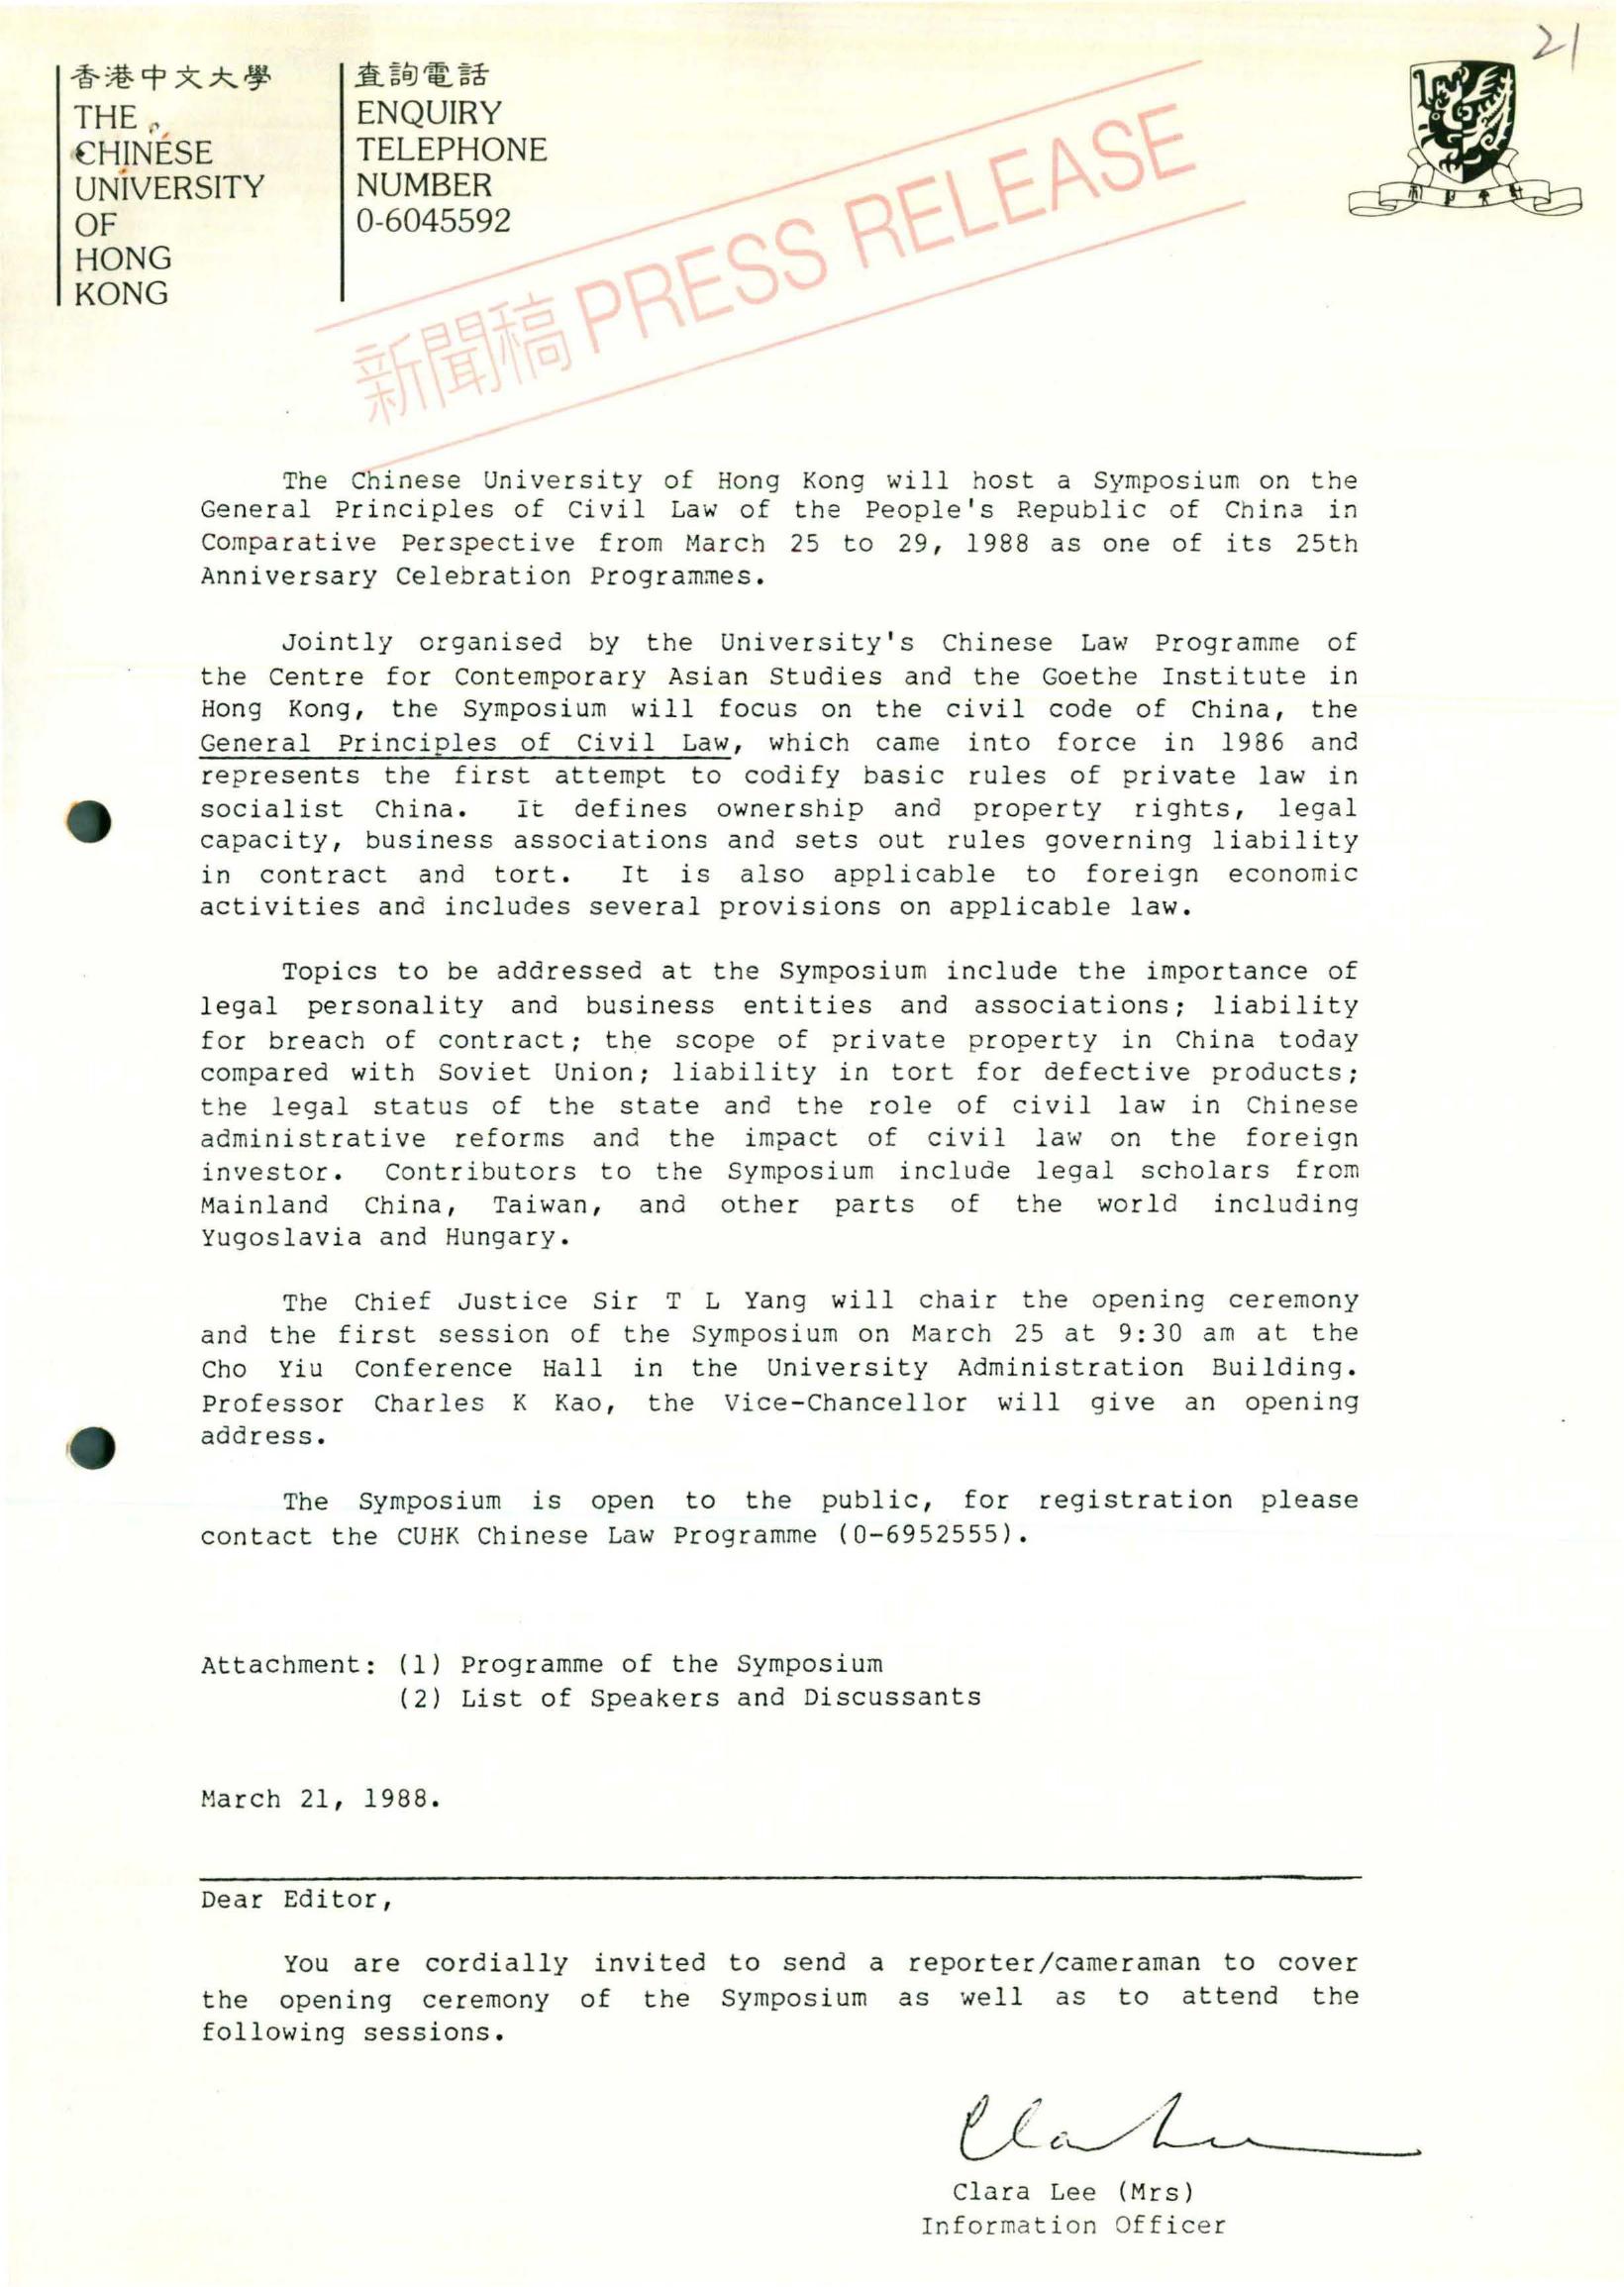 21
香港中文大學
THE
CHINESE
UNIVERSITY
OF
HONG
KONG
查詢電話
ENQUIRY
TELEPHONE
NUMBER
0-6045592
新聞稿 PRESS RELEASE
The Chinese University of Hong Kong will host a Symposium on the
General Principles of Civil Law of the People's Republic of China in
Comparative Perspective from March 25 to 29, 1988 as one of its 25th
Anniversary Celebration Programmes.
Jointly organised by the University's Chinese Law Programme of
the Centre for Contemporary Asian Studies and the Goethe Institute in
Hong Kong, the Symposium will focus on the civil code of China, the
General Principles of Civil Law, which came into force in 1986 and
represents the first attempt to codify basic rules of private law in
socialist China. It defines ownership and property rights, legal
capacity, business associations and sets out rules governing liability
in contract and tort. It is also applicable to foreign economic
activities and includes several provisions on applicable law.
Topics to be addressed at the Symposium include the importance of
legal personality and business entities and associations; liability
for breach of contract; the scope of private property in China today
compared with Soviet Union; liability in tort for defective products;
the legal status of the state and the role of civil law in Chinese
administrative reforms and the impact of civil law on the foreign
investor. Contributors to the Symposium include legal scholars from
Mainland China, Taiwan, and other parts of the world including
Yugoslavia and Hungary.
The Chief Justice Sir T L Yang will chair the opening ceremony
and the first session of the Symposium on March 25 at 9:30 am at the
Cho Yiu Conference Hall in the University Administration Building.
Professor Charles K Kao, the Vice-Chancellor will give an opening
address.
The Symposium is open to the public, for registration please
contact the CUHK Chinese Law Programme (0-6952555).
Attachment: (1) Programme of the Symposium
(2) List of Speakers and Discussants
March 21, 1988.
Dear Editor,
You are cordially invited to send a reporter/cameraman to cover
the opening ceremony of the Symposium as well as to attend the
following sessions.
Clara Lee (Mrs)
Information Officer